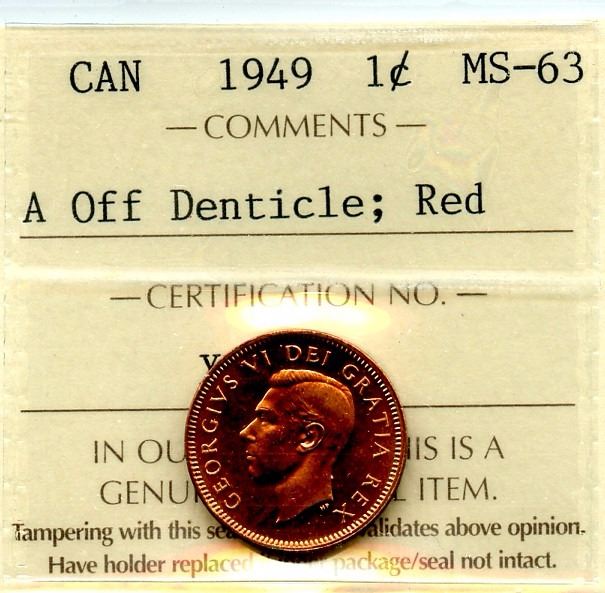 CAN 1949 1¢ MS-63
— COMMENTS —
A Off Denticle; Red
— CERTIFICATION NO. —
GEORGIVS VI DEI GRATIA REX
IN OU IS IS A
GENU ITEM.
Tampering with this sea validates above opinion.
Have holder replaced package/seal not intact.